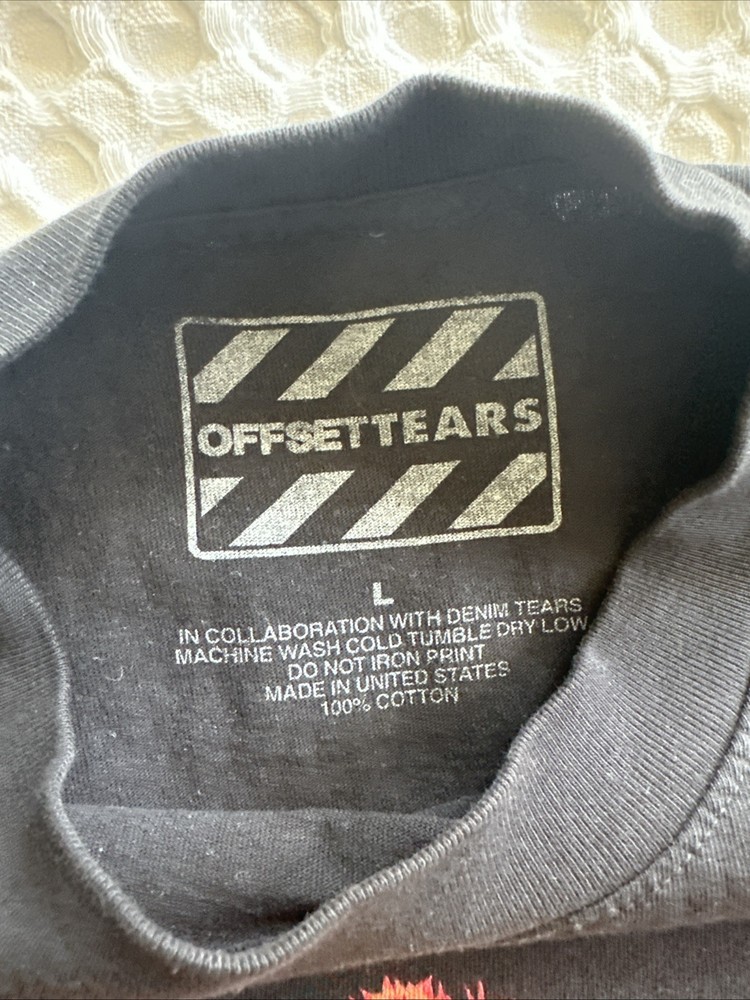 OFFSETTEARS
L
IN COLLABORATION WITH DENIM TEARS
MACHINE WASH COLD TUMBLE DRY LOW
DO NOT IRON PRINT
MADE IN UNITED STATES
100% COTTON